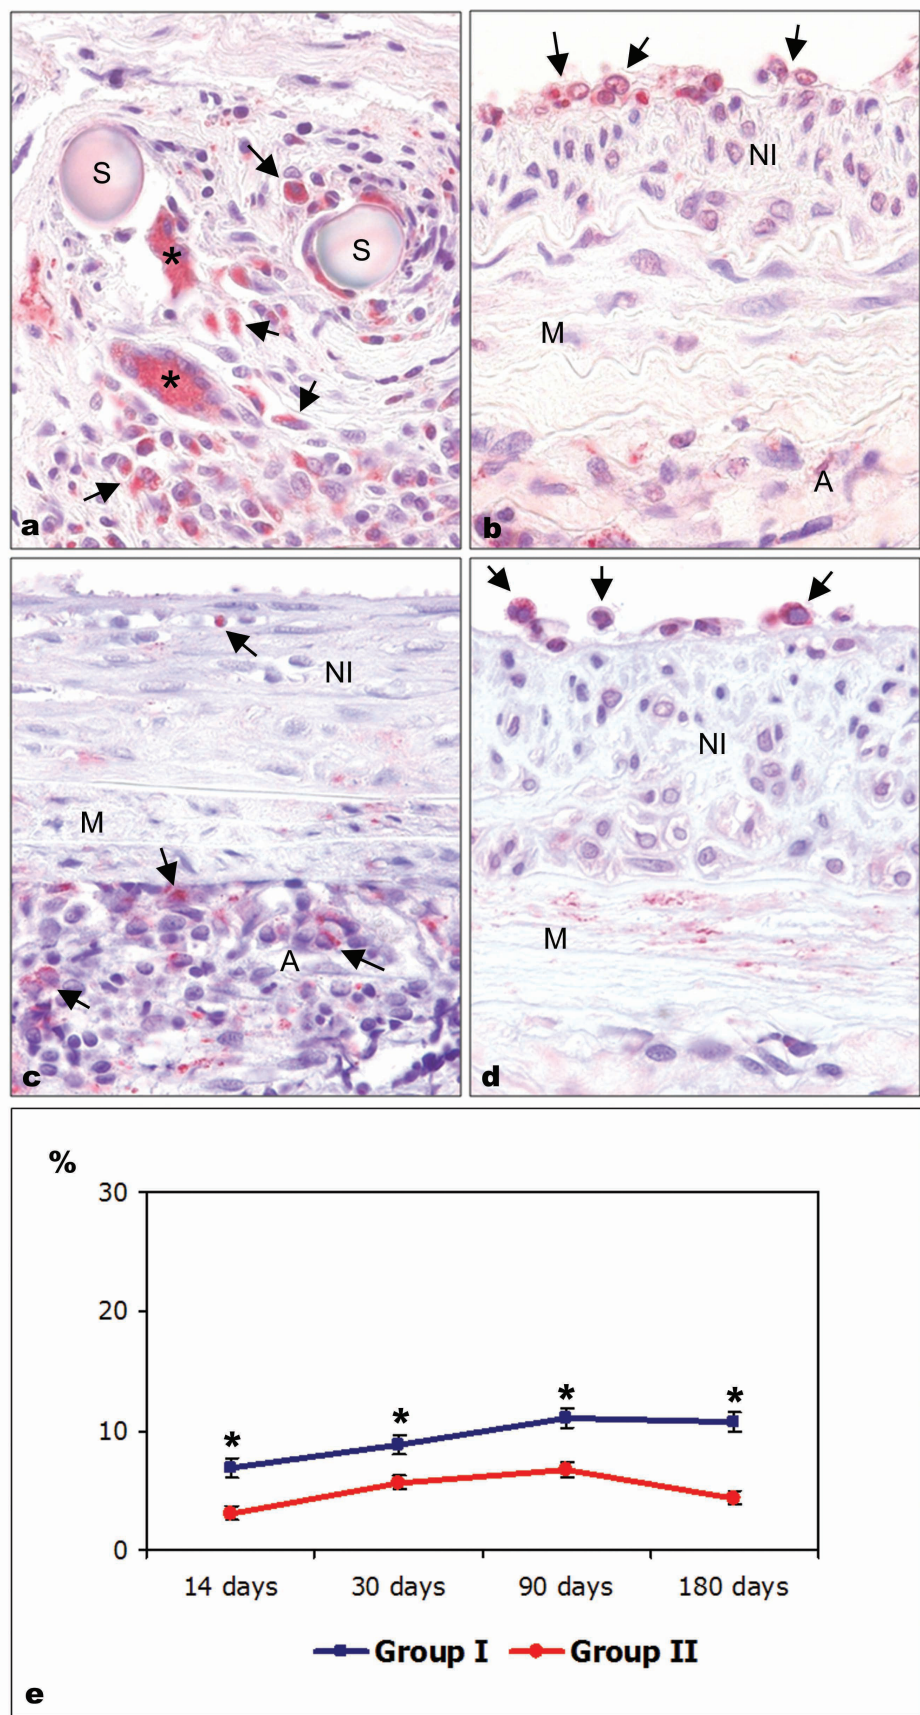 S
S
*
*
a
NI
M
A
b
NI
M
A
c
NI
M
d
%
30
20
10
0
* * * *
14 days 30 days 90 days 180 days
Group I Group II
e